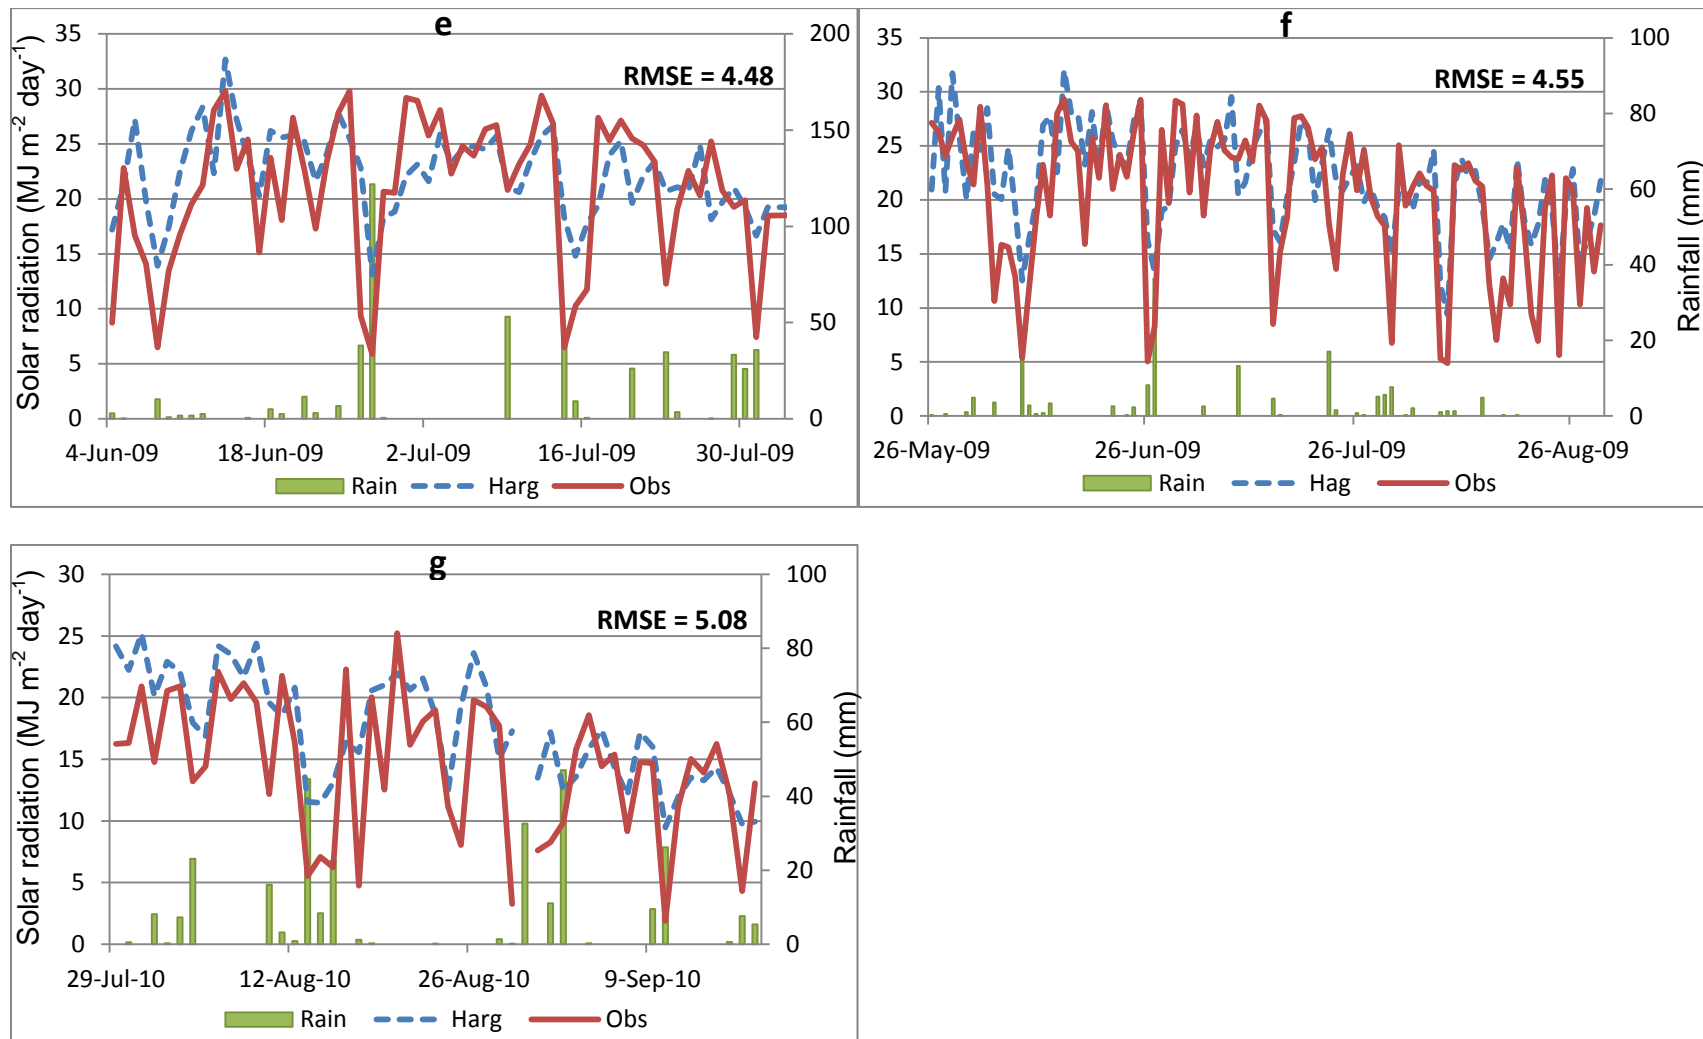 e
RMSE = 4.48
Solar radiation (MJ m-2 day-1)
35
30
25
20
15
10
5
0
200
150
100
50
0
4-Jun-09 18-Jun-09 2-Jul-09 16-Jul-09 30-Jul-09
Rain Harg Obs
f
RMSE = 4.55
35
30
25
20
15
10
5
0
100
80
60
40
20
0
Rainfall (mm)
26-May-09 26-Jun-09 26-Jul-09 26-Aug-09
Rain Hag Obs
g
RMSE = 5.08
Solar radiation (MJ m-2 day-1)
30
25
20
15
10
5
0
100
80
60
40
20
0
Rainfall (mm)
29-Jul-10 12-Aug-10 26-Aug-10 9-Sep-10
Rain Harg Obs